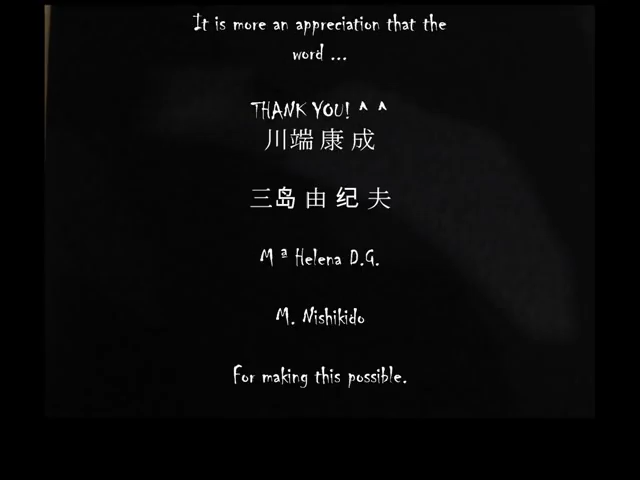 It is more an appreciation that the
word ...
THANK YOU! ^ ^
川端 康 成
三岛 由 纪 夫
M ª Helena D.G.
M. Nishikido
For making this possible.